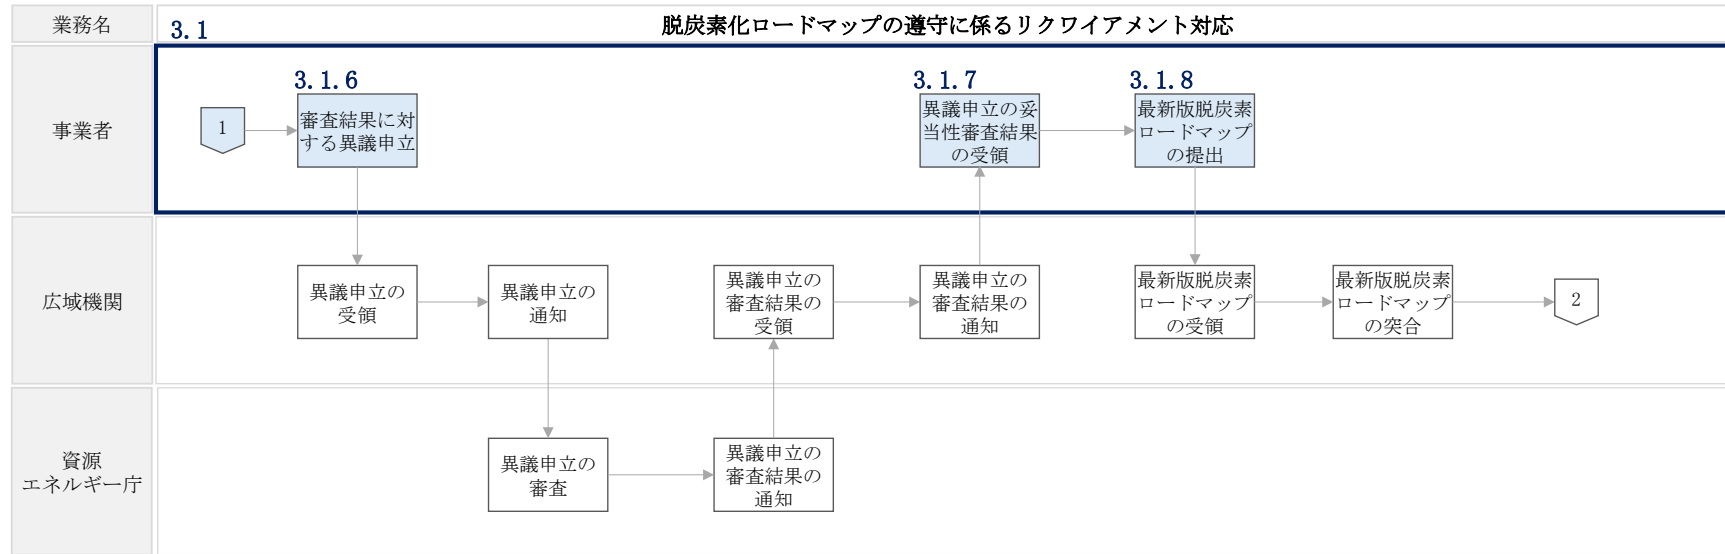 業務名
3.1
脱炭素化ロードマップの遵守に係るリクワイアメント対応
事業者
1
3.1.6
審査結果に対
する異議申立
3.1.7
異議申立の妥
当性審査結果
の受領
3.1.8
最新版脱炭素
ロードマップ
の提出
広域機関
異議申立の
受領
異議申立の
通知
異議申立の
審査結果の
受領
異議申立の
審査結果の
通知
最新版脱炭素
ロードマップ
の受領
最新版脱炭素
ロードマップ
の突合
2
資源
エネルギー庁
異議申立の
審査
異議申立の
審査結果の
通知